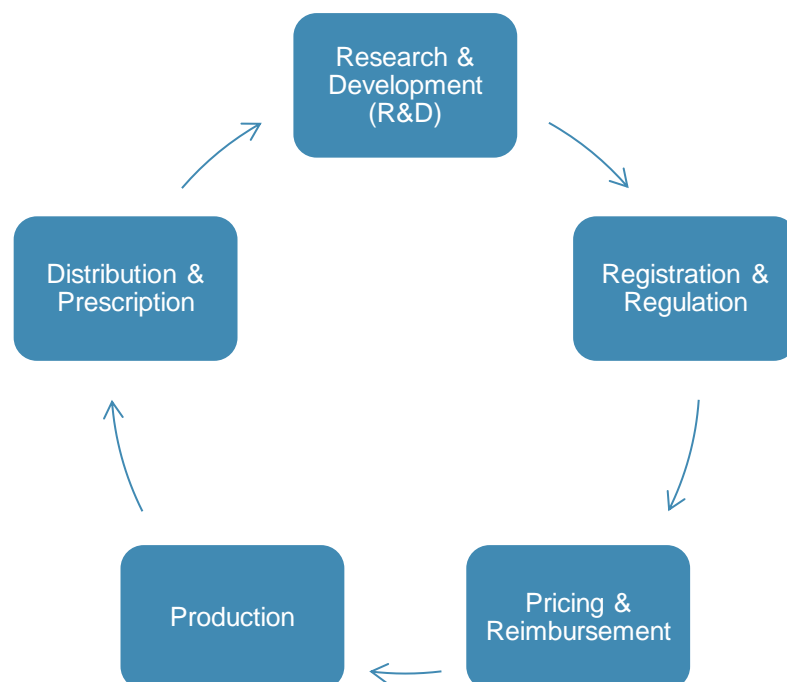 Research &
Development
(R&D)
Distribution &
Prescription
Registration &
Regulation
Production
Pricing &
Reimbursement